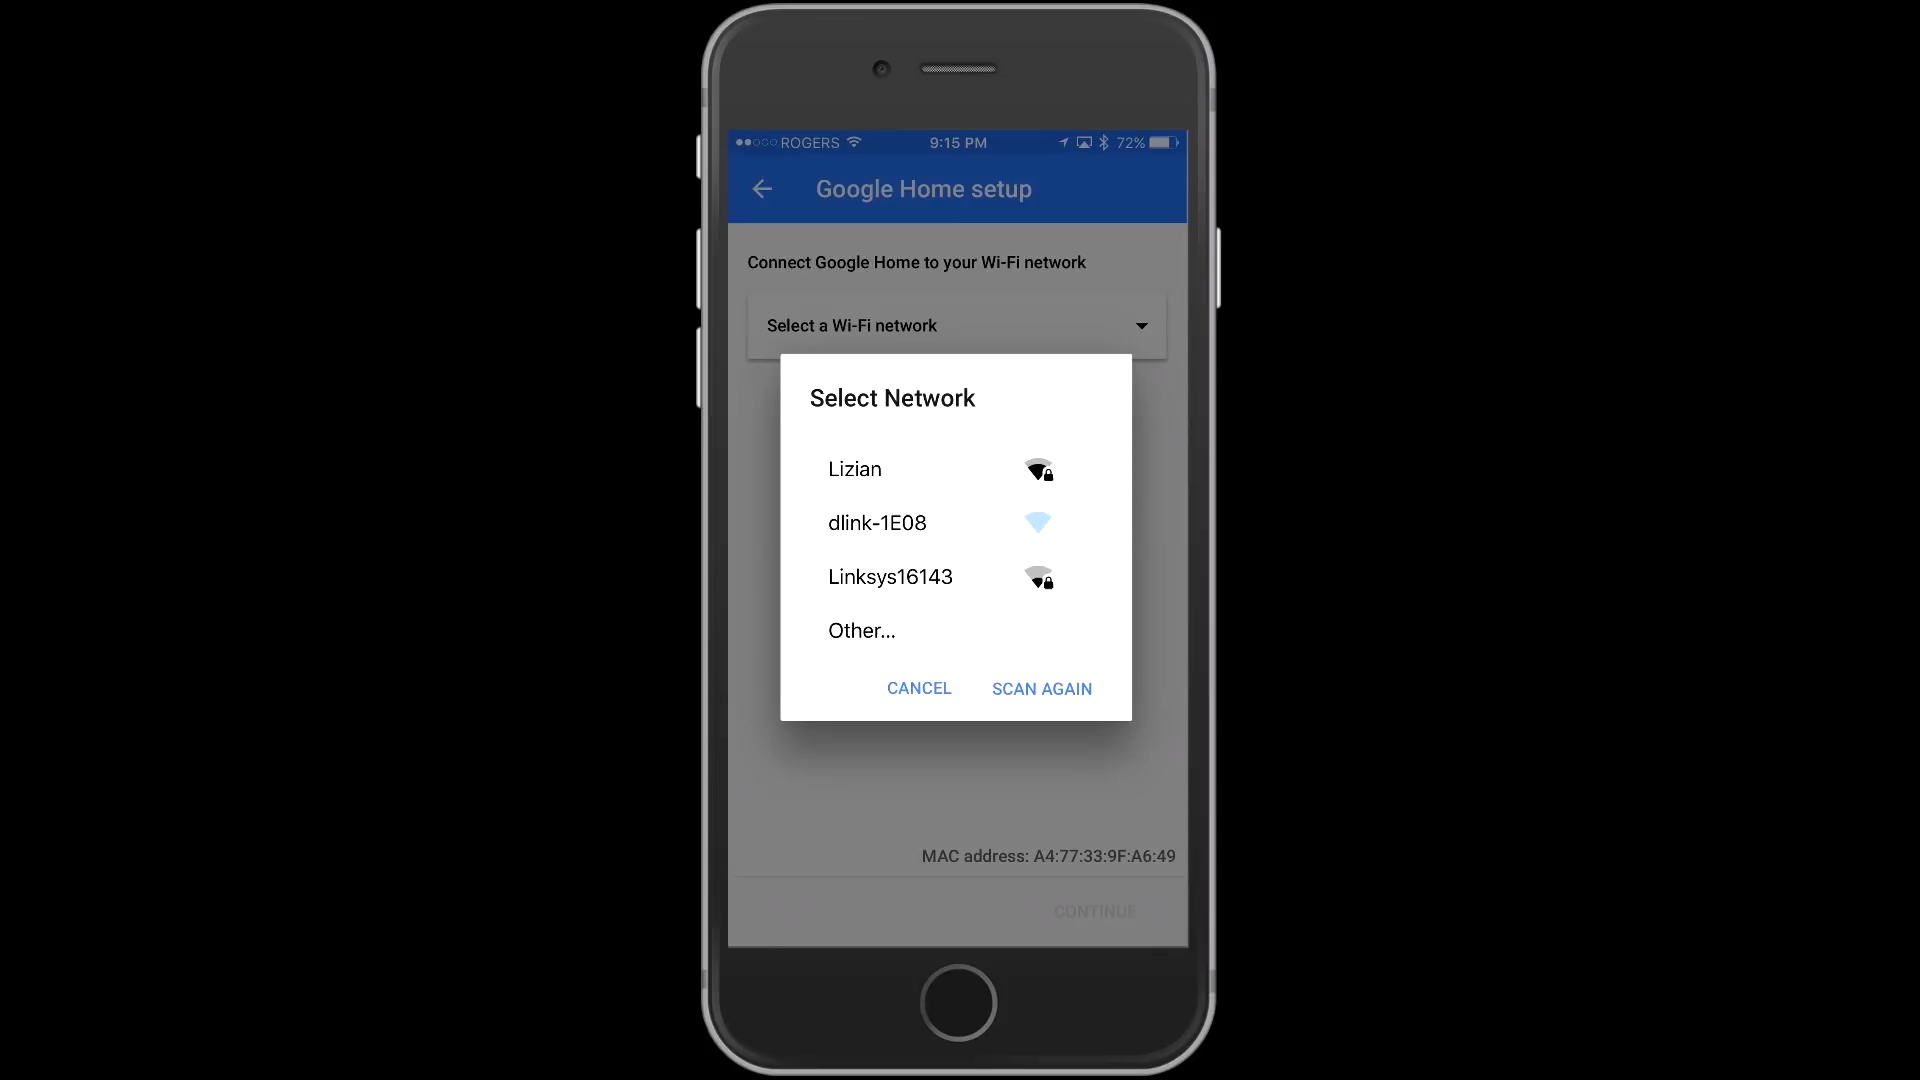 ROGERS 9:15 PM 72%
Google Home setup
Connect Google Home to your Wi-Fi network
Select a Wi-Fi network
Select Network
Lizian
dlink-1E08
Linksys16143
Other...
CANCEL SCAN AGAIN
MAC address: A4:77:33:9F:A6:49
CONTINUE